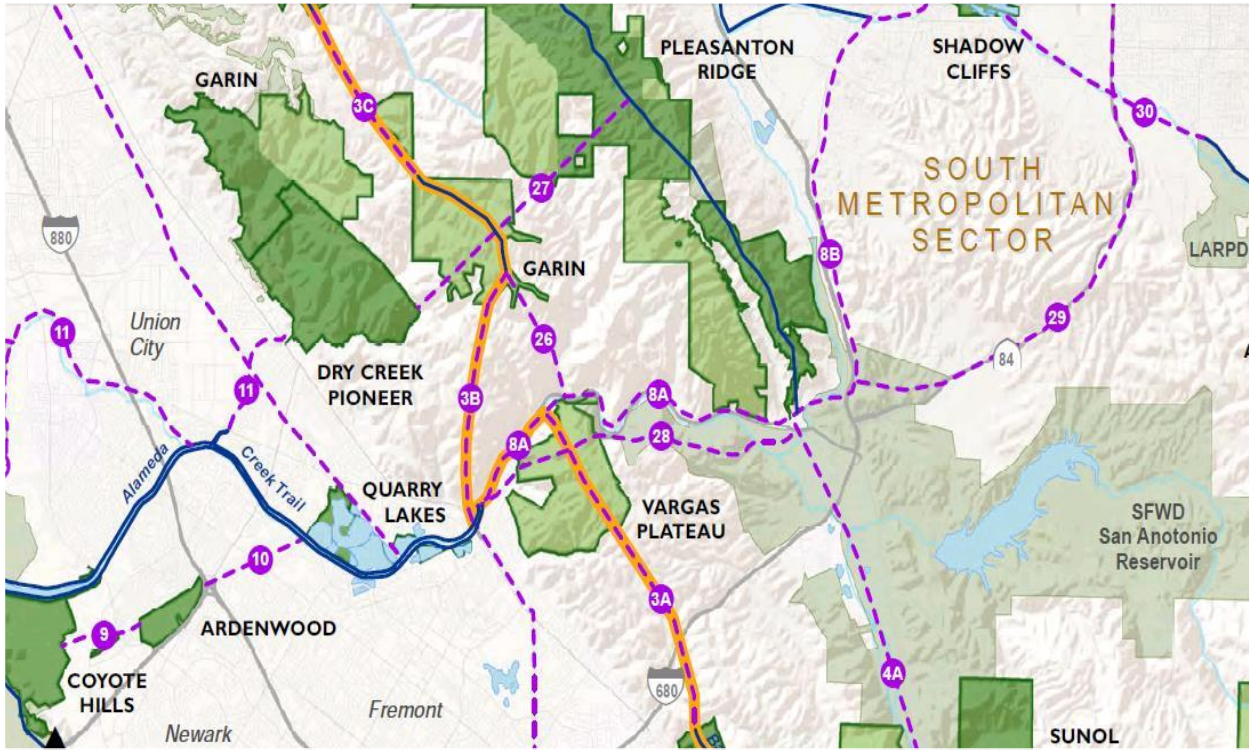 PLEASANTON
RIDGE
SHADOW
CLIFFS
GARIN
3C
30
27
SOUTH
METROPOLITAN
SECTOR
880
8B
LARPD
GARIN
11
Union
City
26
29
84
A
DRY CREEK
PIONEER
11
3B
8A
8A
28
Alameda
Creek Trail
QUARRY
LAKES
VARGAS
PLATEAU
SFWD
San Anotonio
Reservoir
10
3A
9
ARDENWOOD
COYOTE
HILLS
680
4A
Fremont
Newark
SUNOL